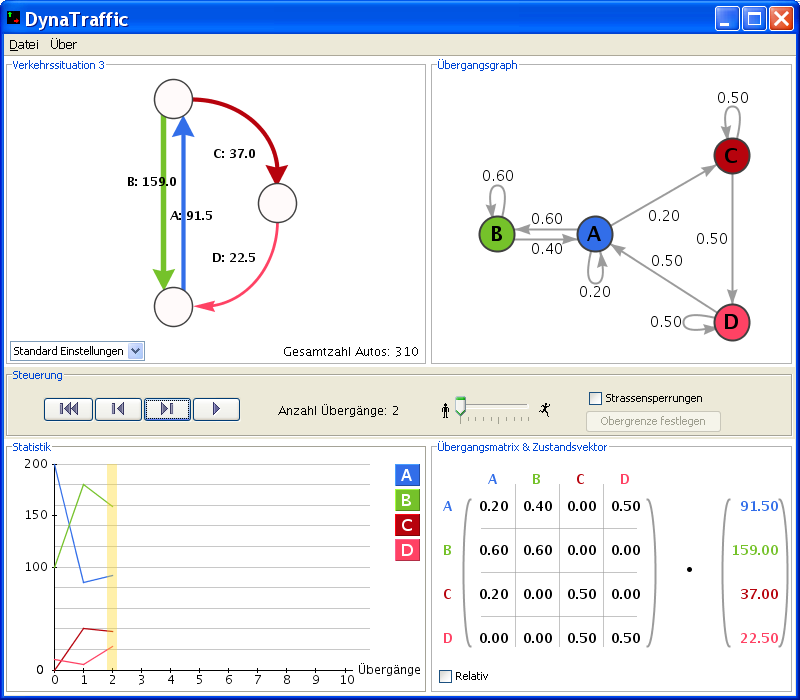 DynaTraffic
Datei Über
Verkehrssituation 3
C: 37.0
B: 159.0
A: 91.5
D: 22.5
Standard Einstellungen
Gesamtzahl Autos: 310
Übergangsgraph
0.50
C
0.60
0.20
B
0.60
A
0.40
0.50
0.50
0.20
0.50
D
Steuerung
Anzahl Übergänge: 2
Strassensperrungen
Obergrenze festlegen
Statistik
200
150
100
0
0 1 2 3 4 5 6 7 8 9 10
Übergänge
A
B
C
D
Übergangsmatrix & Zustandsvektor
A B C D
A 0.20 0.40 0.00 0.50 91.50
B 0.60 0.60 0.00 0.00 159.00
C 0.20 0.00 0.50 0.00 37.00
D 0.00 0.00 0.50 0.50 22.50
Relativ